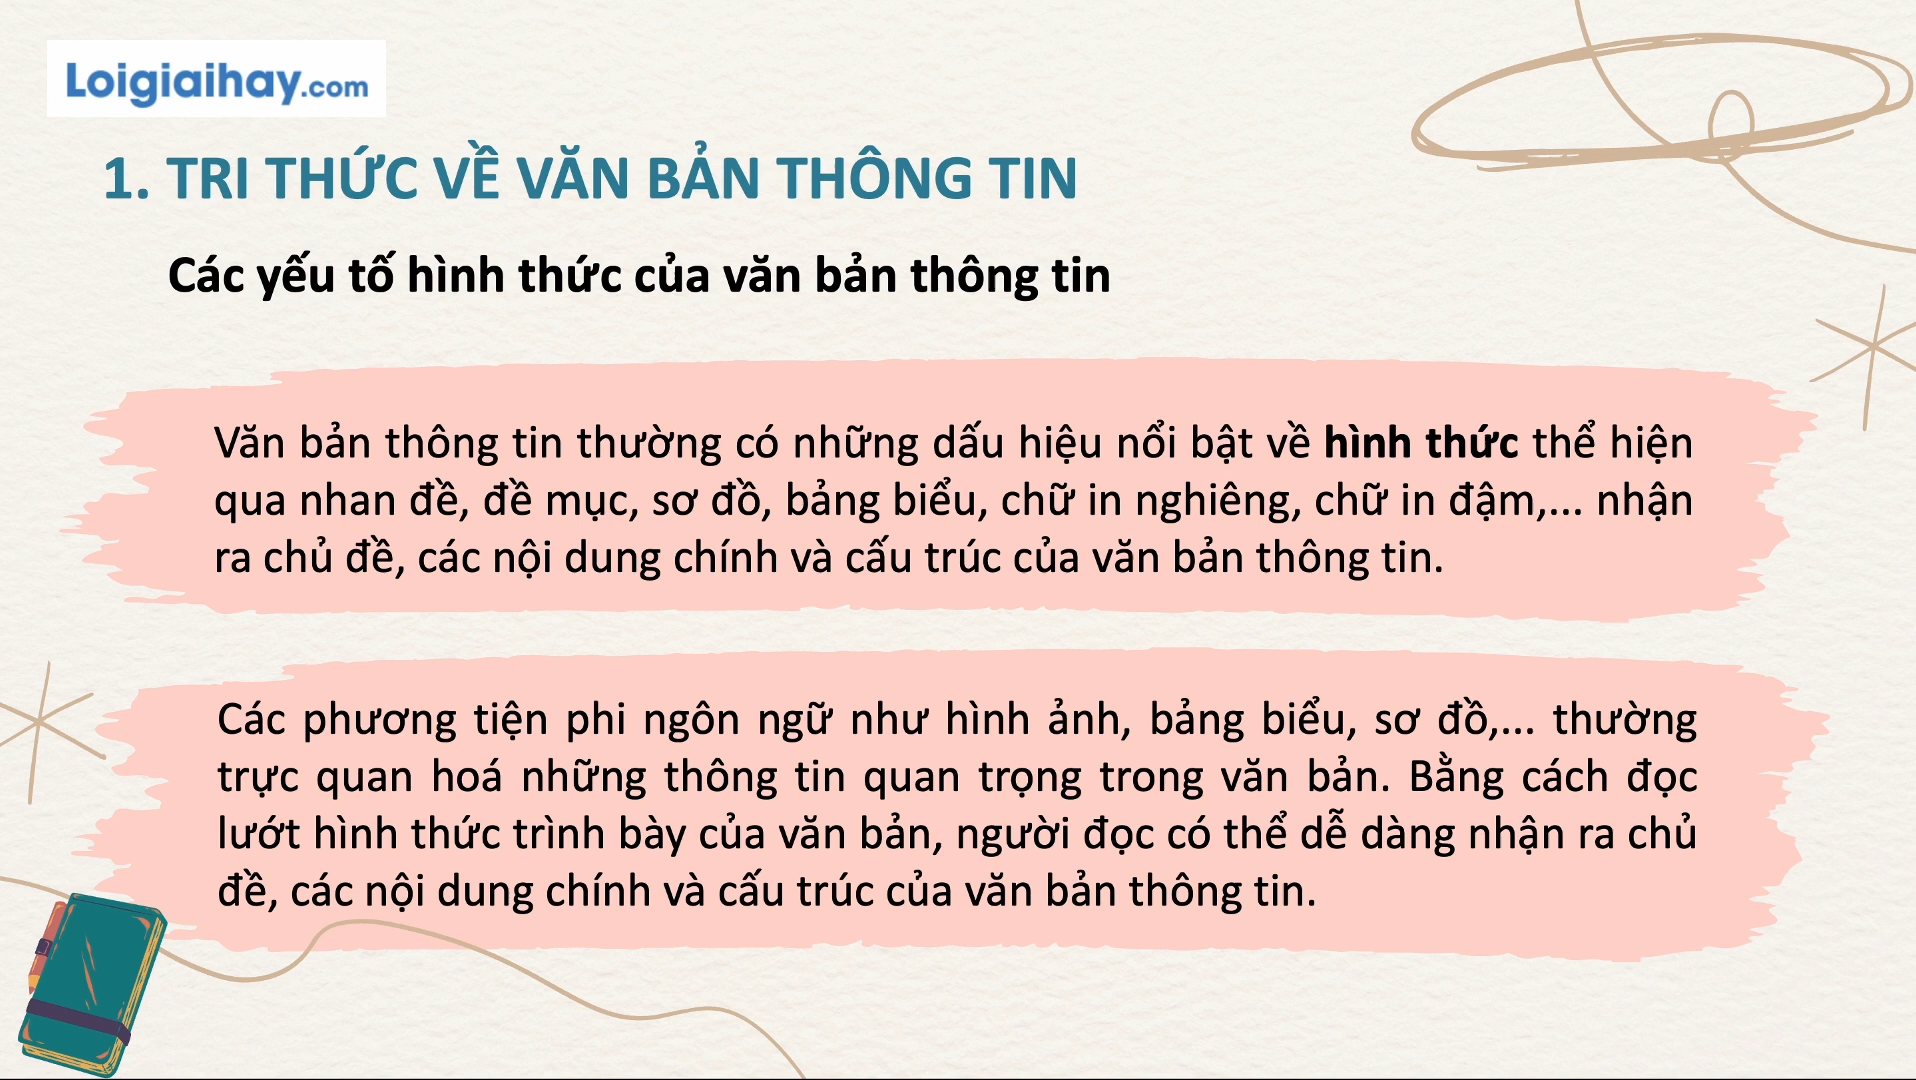 Loigiaihay.com
1. TRI THỨC VỀ VĂN BẢN THÔNG TIN
Các yếu tố hình thức của văn bản thông tin
Văn bản thông tin thường có những dấu hiệu nổi bật về hình thức thể hiện
qua nhan đề, đề mục, sơ đồ, bảng biểu, chữ in nghiêng, chữ in đậm,... nhận
ra chủ đề, các nội dung chính và cấu trúc của văn bản thông tin.
Các phương tiện phi ngôn ngữ như hình ảnh, bảng biểu, sơ đồ,... thường
trực quan hoá những thông tin quan trọng trong văn bản. Bằng cách đọc
lướt hình thức trình bày của văn bản, người đọc có thể dễ dàng nhận ra chủ
đề, các nội dung chính và cấu trúc của văn bản thông tin.